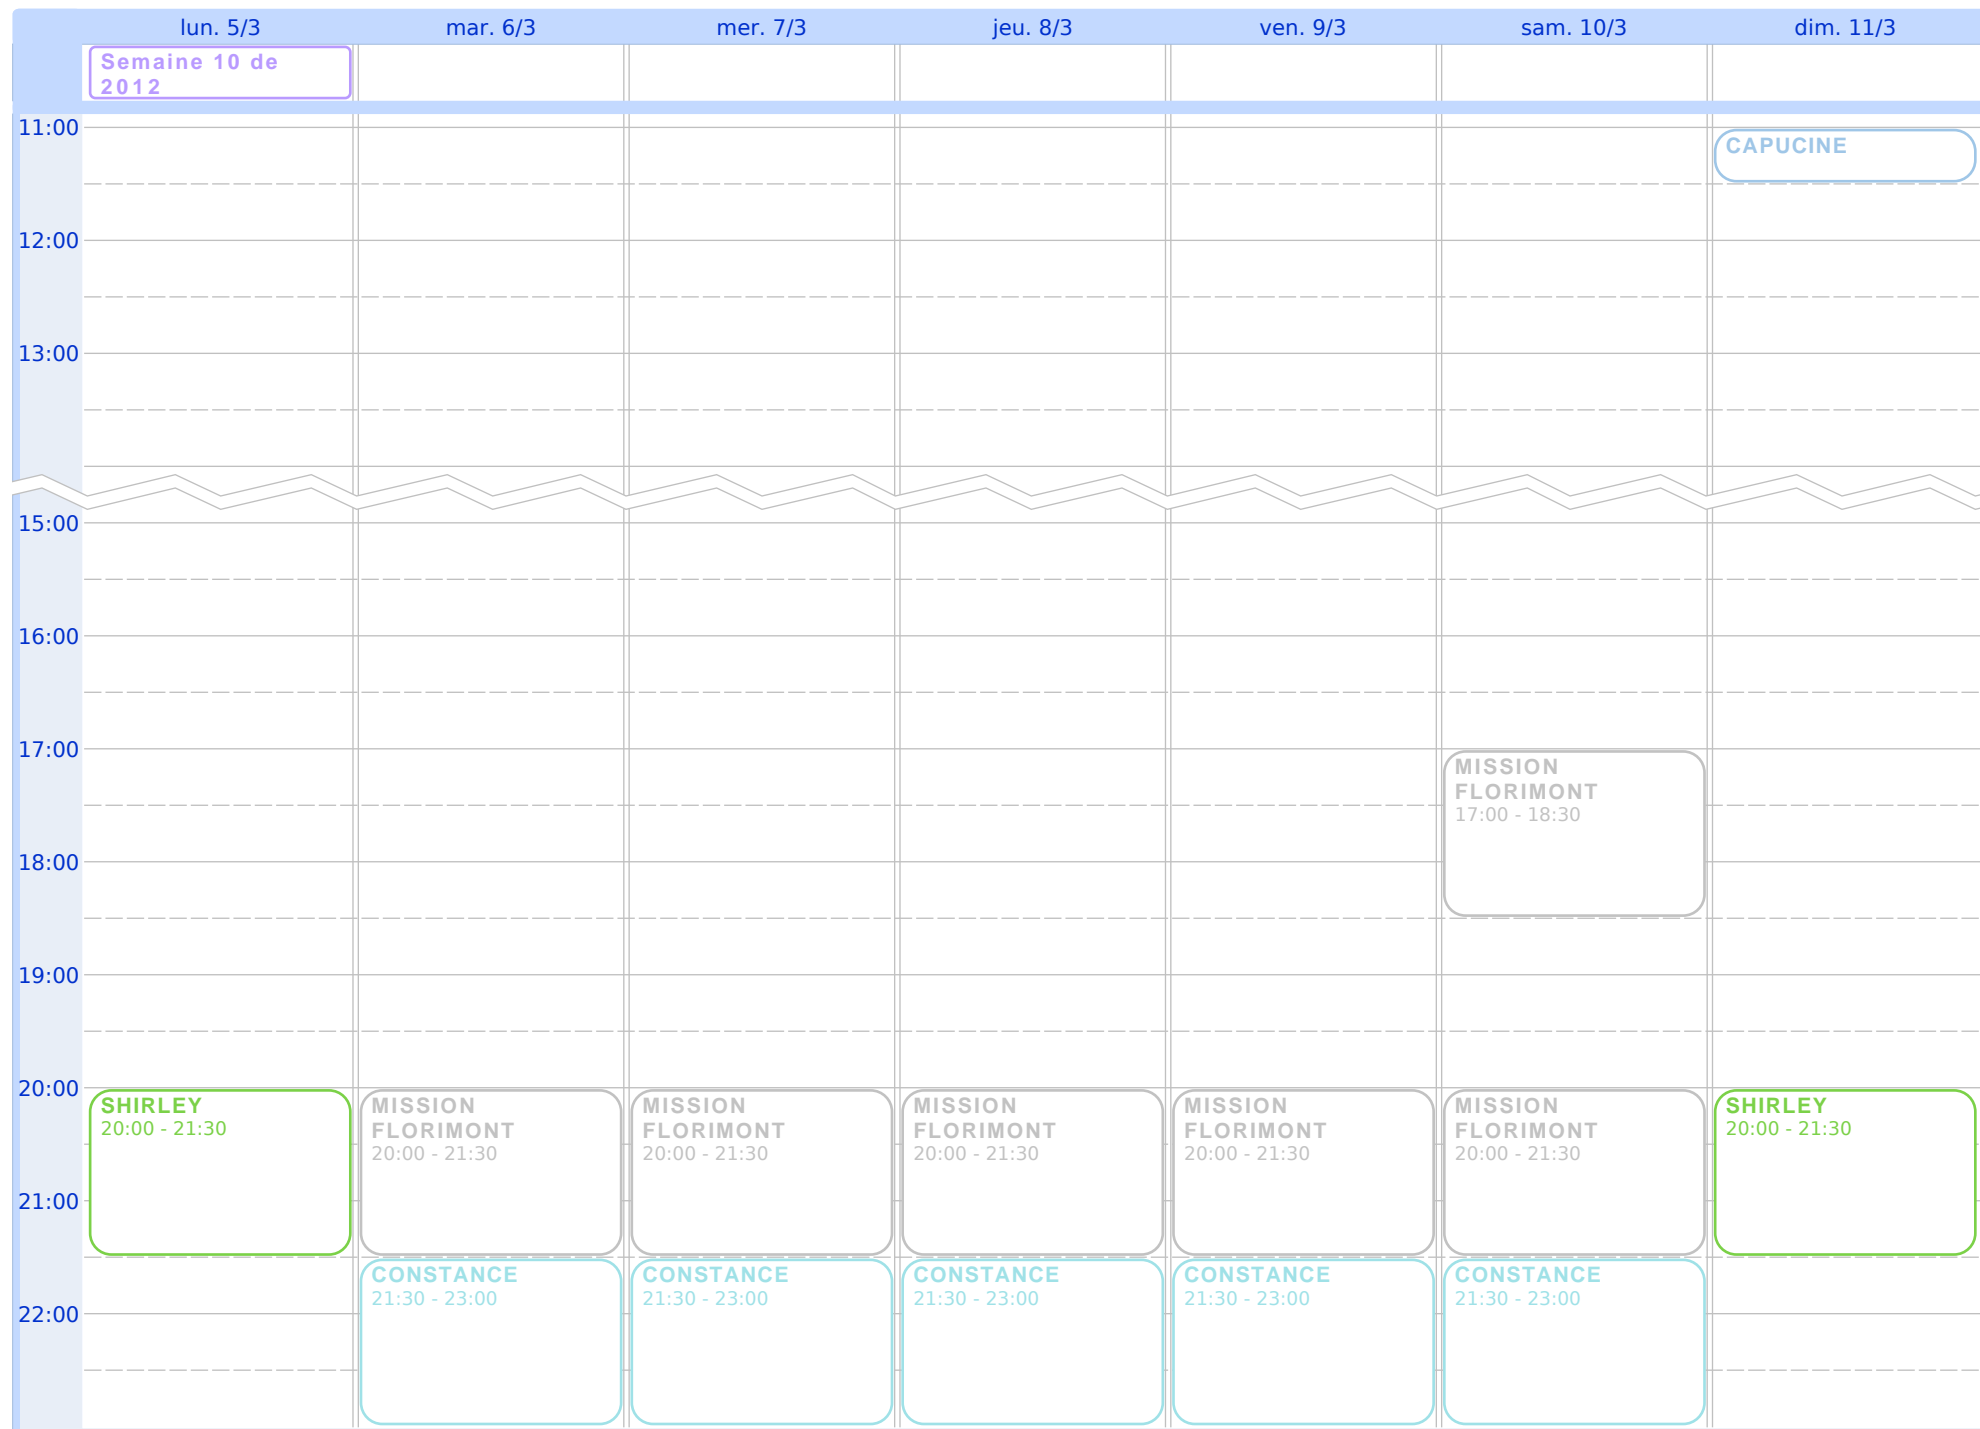 lun. 5/3
mar. 6/3
mer. 7/3
jeu. 8/3
ven. 9/3
sam. 10/3
dim. 11/3
Semaine 10 de
2012
11:00
CAPUCINE
12:00
13:00
15:00
16:00
17:00
MISSION
FLORIMONT
17:00 - 18:30
18:00
19:00
20:00
SHIRLEY
20:00 - 21:30
MISSION
FLORIMONT
20:00 - 21:30
MISSION
FLORIMONT
20:00 - 21:30
MISSION
FLORIMONT
20:00 - 21:30
MISSION
FLORIMONT
20:00 - 21:30
MISSION
FLORIMONT
20:00 - 21:30
SHIRLEY
20:00 - 21:30
21:00
CONSTANCE
21:30 - 23:00
CONSTANCE
21:30 - 23:00
CONSTANCE
21:30 - 23:00
CONSTANCE
21:30 - 23:00
CONSTANCE
21:30 - 23:00
22:00